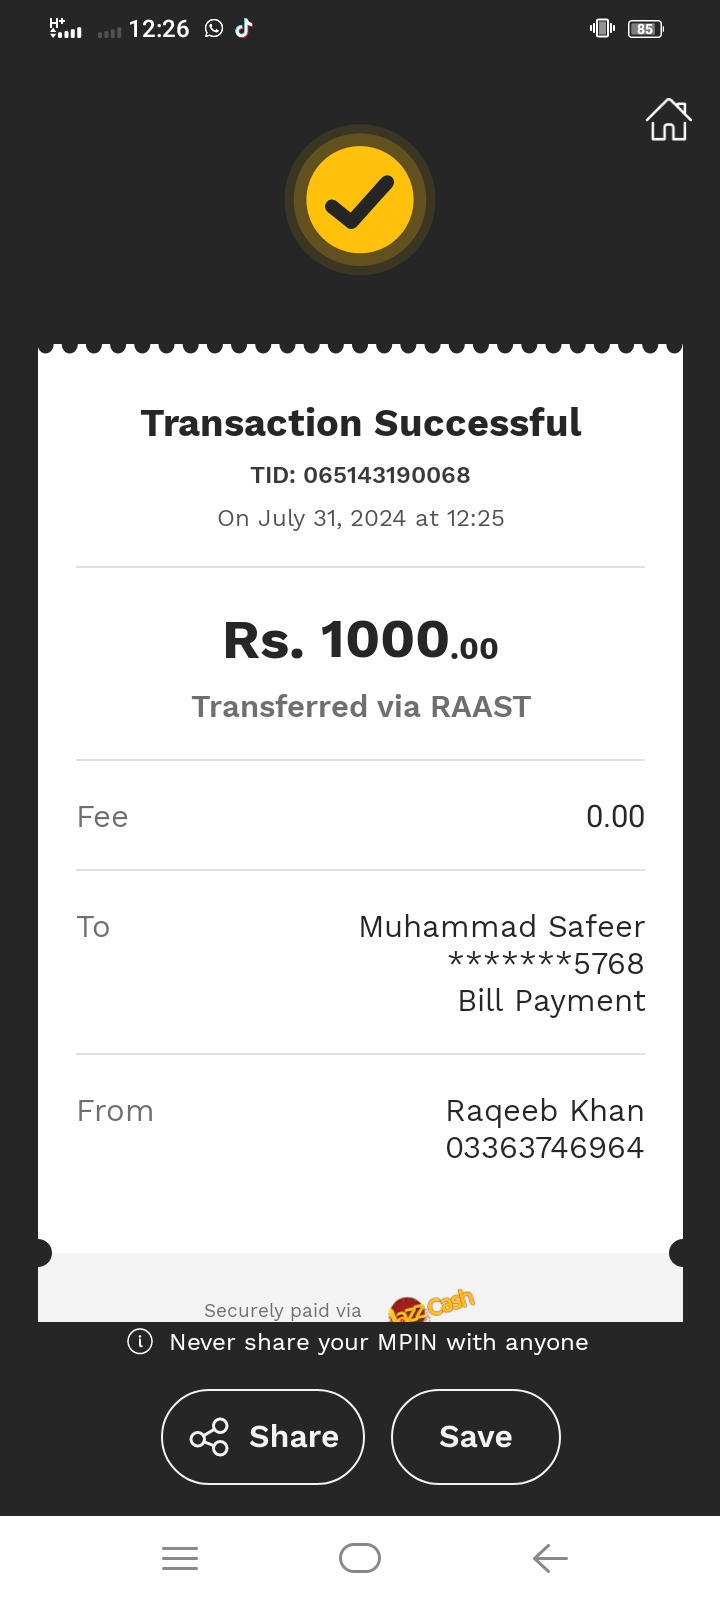 H+ 12:26 85
Transaction Successful
TID: 065143190068
On July 31, 2024 at 12:25
Rs. 1000.00
Transferred via RAAST
Fee 0.00
To Muhammad Safeer
*******5768
Bill Payment
From Raqeeb Khan
03363746964
Securely paid via JazzCash
Never share your MPIN with anyone
Share Save